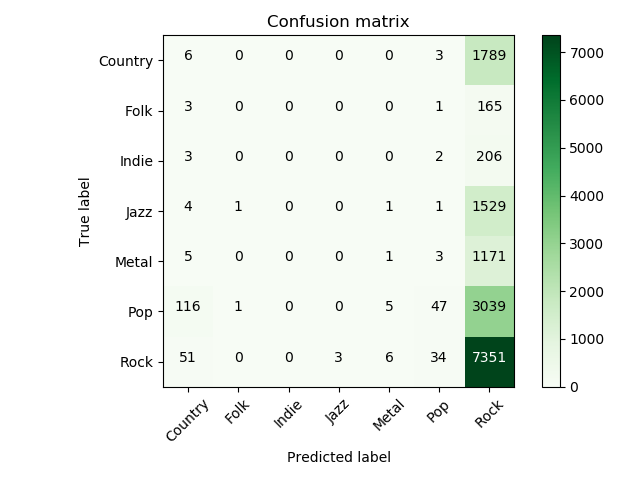 Confusion matrix
Country 6 0 0 0 0 3 1789
Folk 3 0 0 0 0 1 165
Indie 3 0 0 0 0 2 206
Jazz 4 1 0 0 1 1 1529
Metal 5 0 0 0 1 3 1171
Pop 116 1 0 0 5 47 3039
Rock 51 0 0 3 6 34 7351
Country Folk Indie Jazz Metal Pop Rock
Predicted label
True label
7000
6000
5000
4000
3000
2000
1000
0